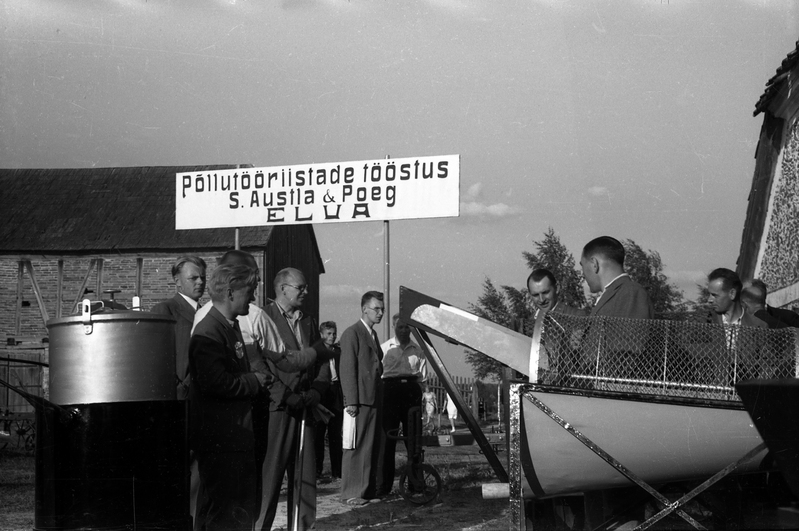 Põllutööriistade tööstus
S. Austla & Poeg
ELVA